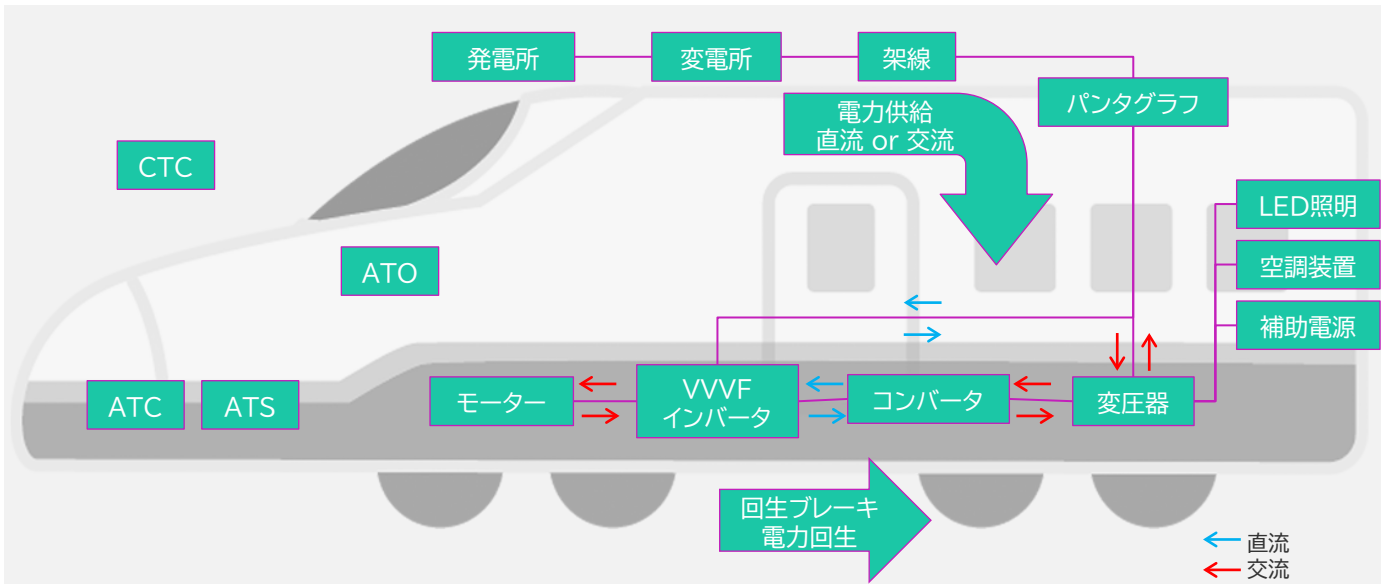 発電所
変電所
架線
パンタグラフ
電力供給
直流 or 交流
CTC
LED照明
ATO
空調装置
補助電源
ATC
ATS
モーター
VVVF
インバータ
コンバータ
変圧器
回生ブレーキ
電力回生
直流
交流